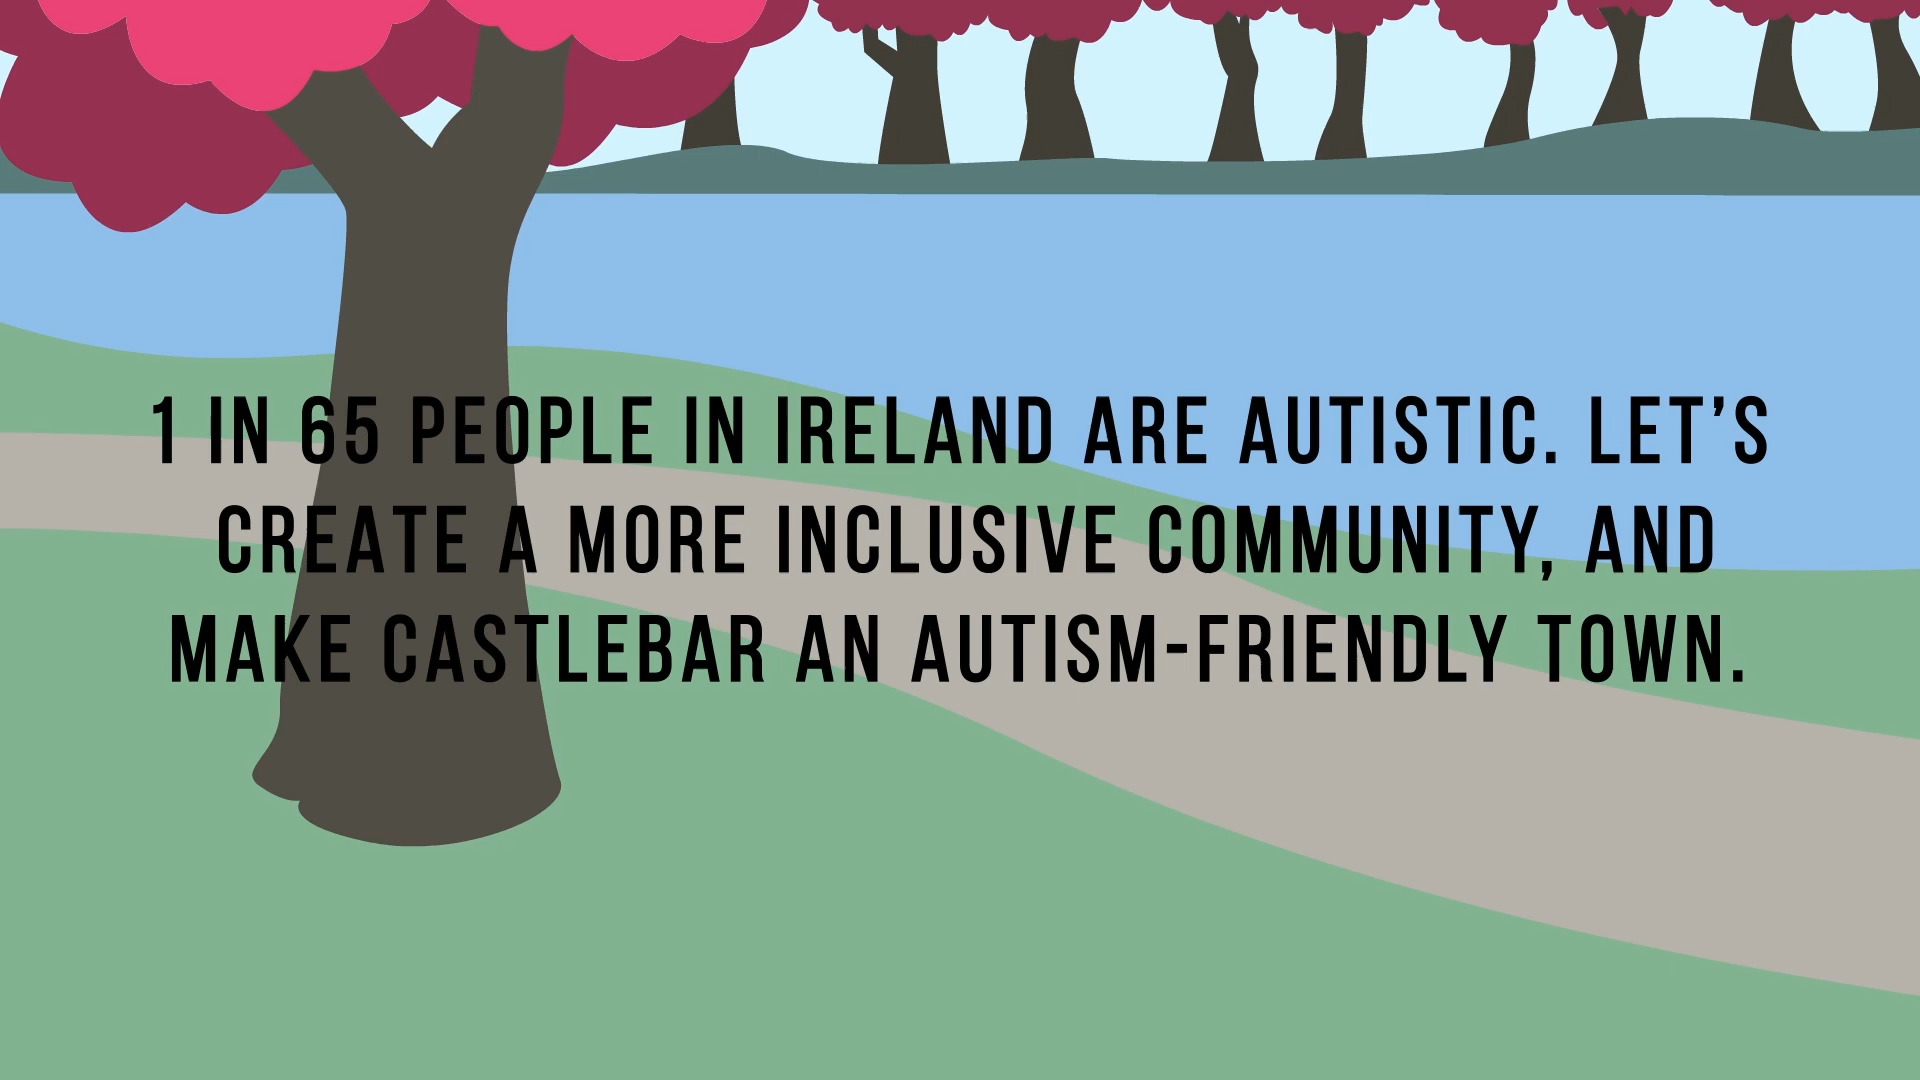 1 IN 65 PEOPLE IN IRELAND ARE AUTISTIC. LET’S
CREATE A MORE INCLUSIVE COMMUNITY, AND
MAKE CASTLEBAR AN AUTISM-FRIENDLY TOWN.